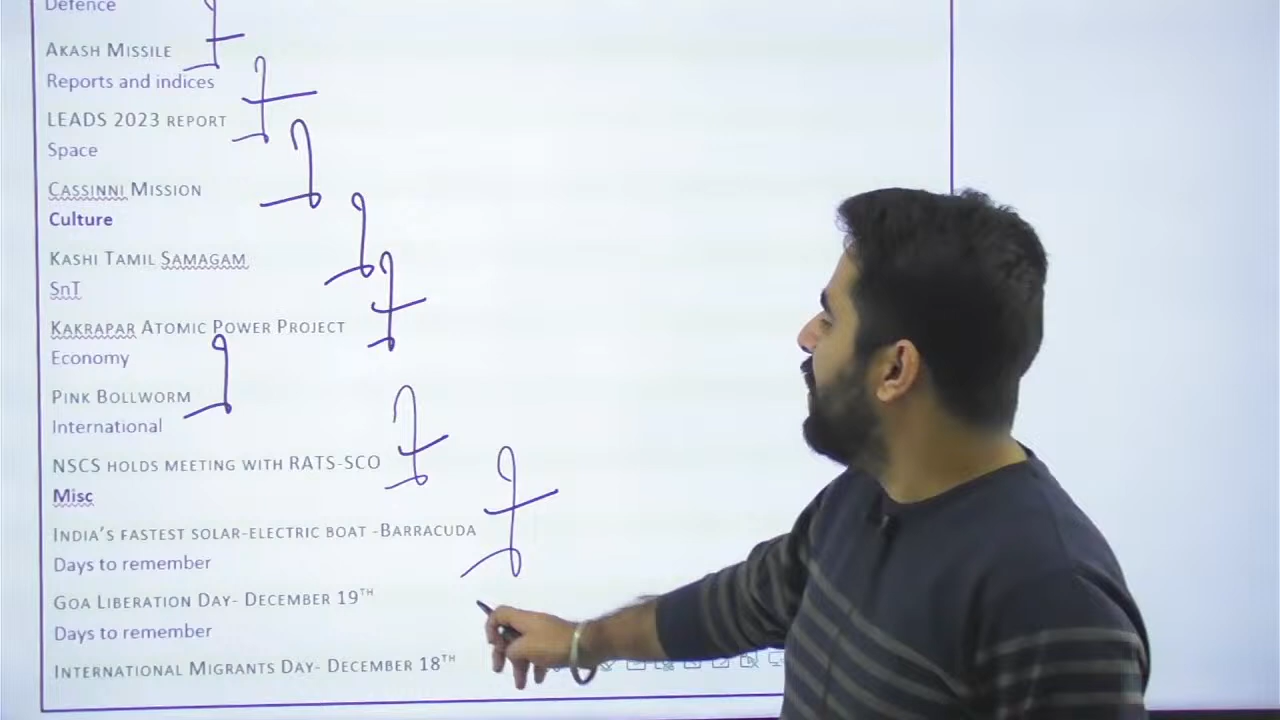 Defence
AKASH MISSILE
Reports and indices
LEADS 2023 REPORT
Space
CASSINNI MISSION
Culture
KASHI TAMIL SAMAGAM
SnT
KAKRAPAR ATOMIC POWER PROJECT
Economy
PINK BOLLWORM
International
NSCS HOLDS MEETING WITH RATS-SCO
Misc
INDIA'S FASTEST SOLAR-ELECTRIC BOAT -BARRACUDA
Days to remember
GOA LIBERATION DAY- DECEMBER 19TH
Days to remember
INTERNATIONAL MIGRANTS DAY- DECEMBER 18TH